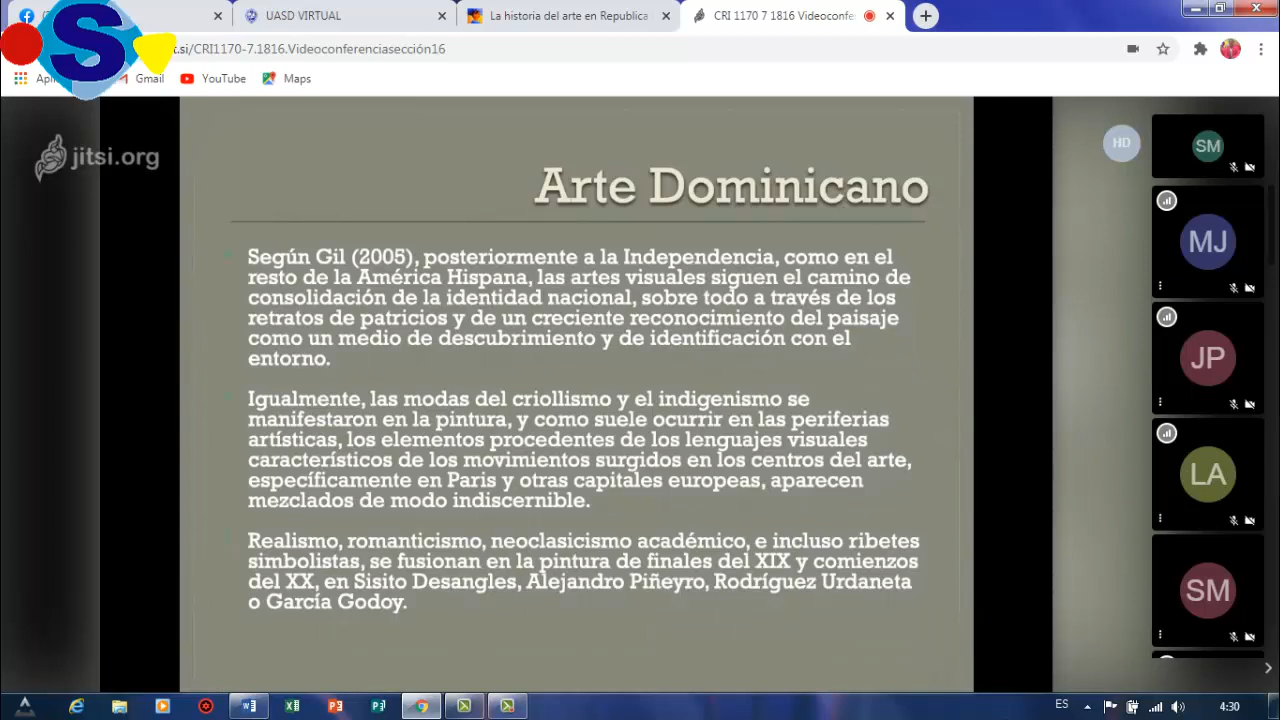 UASD VIRTUAL
La historia del arte en Republica
CRI 1170 7 1816 Videoconfe
S
t.si/CRI1170-7.1816.Videoconferenciasección16
Gmail
YouTube
Maps
jitsi.org
HD
SM
MJ
JP
LA
SM
Arte Dominicano
Según Gil (2005), posteriormente a la Independencia, como en el
resto de la América Hispana, las artes visuales siguen el camino de
consolidación de la identidad nacional, sobre todo a través de los
retratos de patricios y de un creciente reconocimiento del paisaje
como un medio de descubrimiento y de identificación con el
entorno.
Igualmente, las modas del criollismo y el indigenismo se
manifestaron en la pintura, y como suele ocurrir en las periferias
artísticas, los elementos procedentes de los lenguajes visuales
característicos de los movimientos surgidos en los centros del arte,
específicamente en Paris y otras capitales europeas, aparecen
mezclados de modo indiscernible.
Realismo, romanticismo, neoclasicismo académico, e incluso ribetes
simbolistas, se fusionan en la pintura de finales del XIX y comienzos
del XX, en Sisito Desangles, Alejandro Piñeyro, Rodríguez Urdaneta
o García Godoy.
ES
4:30